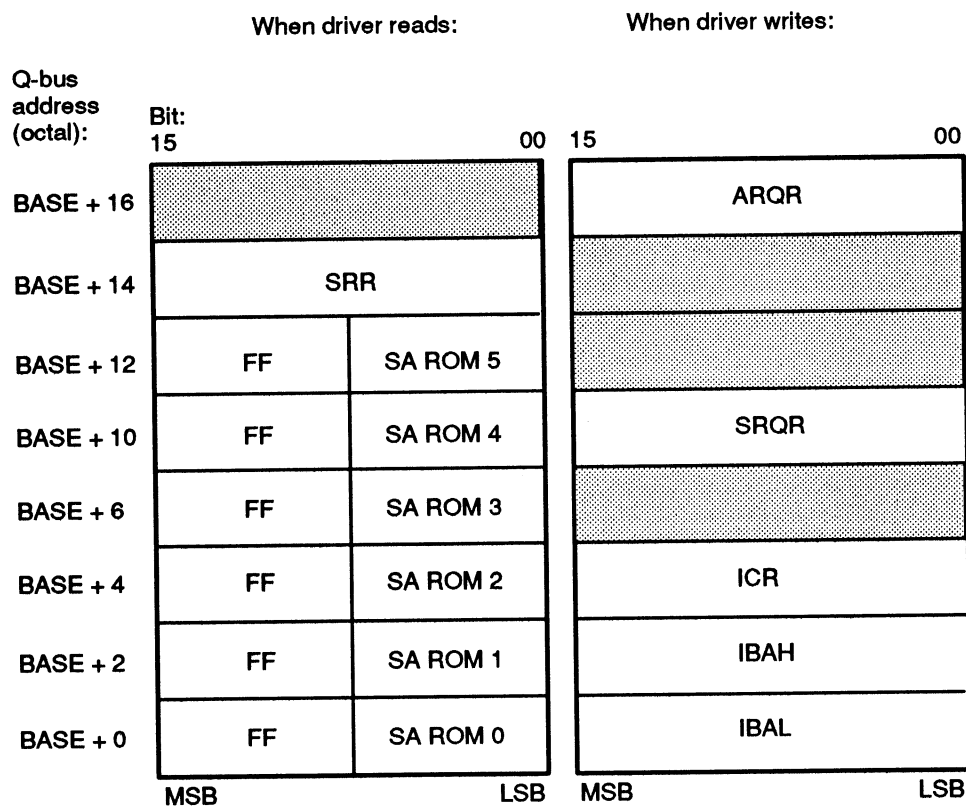 When driver reads: When driver writes:
Q-bus
address
(octal):
Bit:
15 00 15 00
BASE + 16 ARQR
BASE + 14 SRR
BASE + 12 FF SA ROM 5
BASE + 10 FF SA ROM 4 SRQR
BASE + 6 FF SA ROM 3
BASE + 4 FF SA ROM 2 ICR
BASE + 2 FF SA ROM 1 IBAH
BASE + 0 FF SA ROM 0 IBAL
MSB LSB MSB LSB